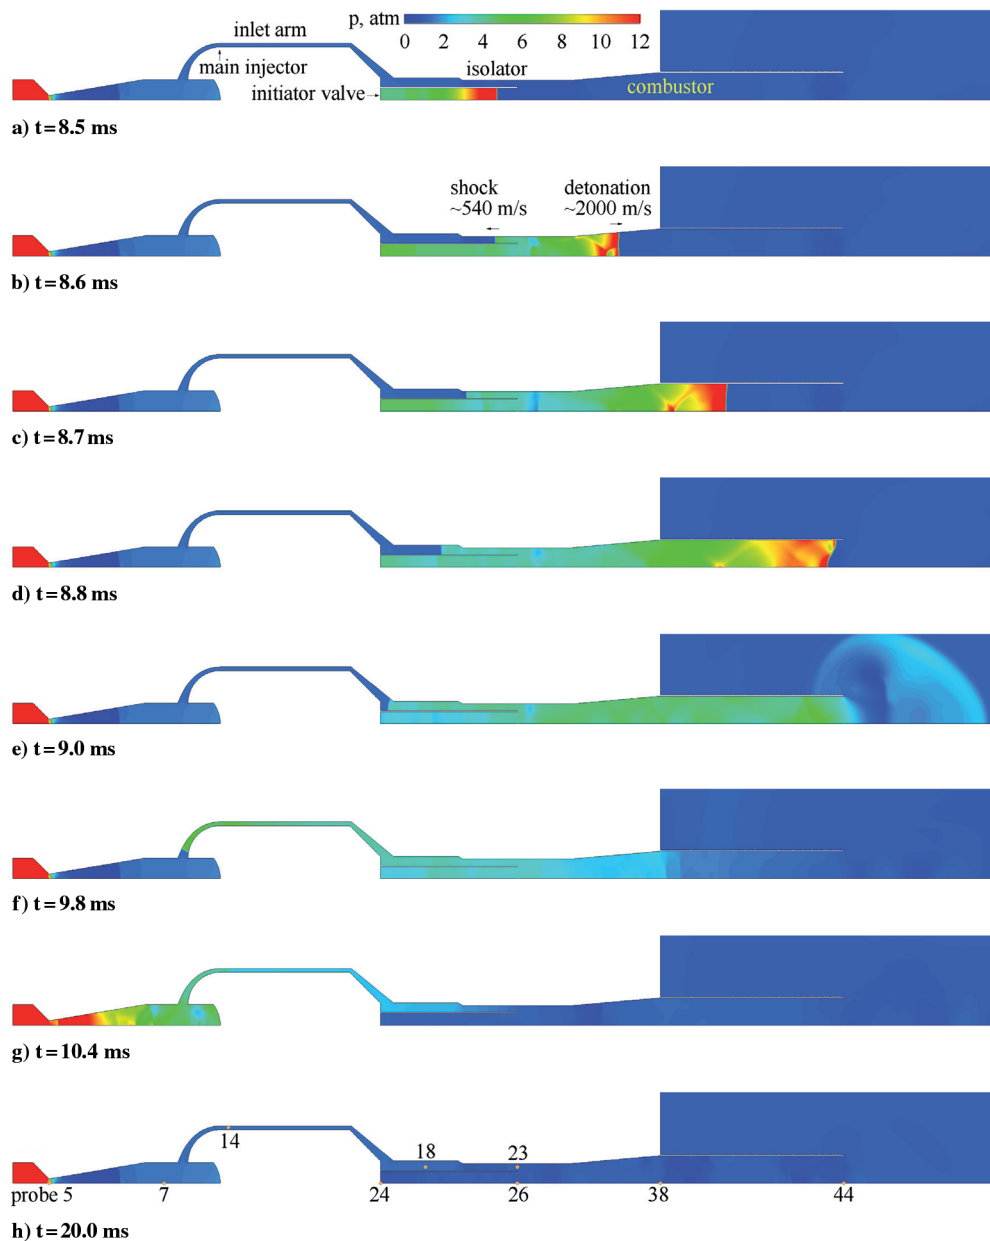 p, atm
0 2 4 6 8 10 12
inlet arm
main injector
isolator
initiator valve
combustor
a) t=8.5 ms
shock
~540 m/s
detonation
~2000 m/s
b) t=8.6 ms
c) t=8.7 ms
d) t=8.8 ms
e) t=9.0 ms
f) t=9.8 ms
g) t=10.4 ms
14
18
23
probe 5
7
24
26
38
44
h) t=20.0 ms